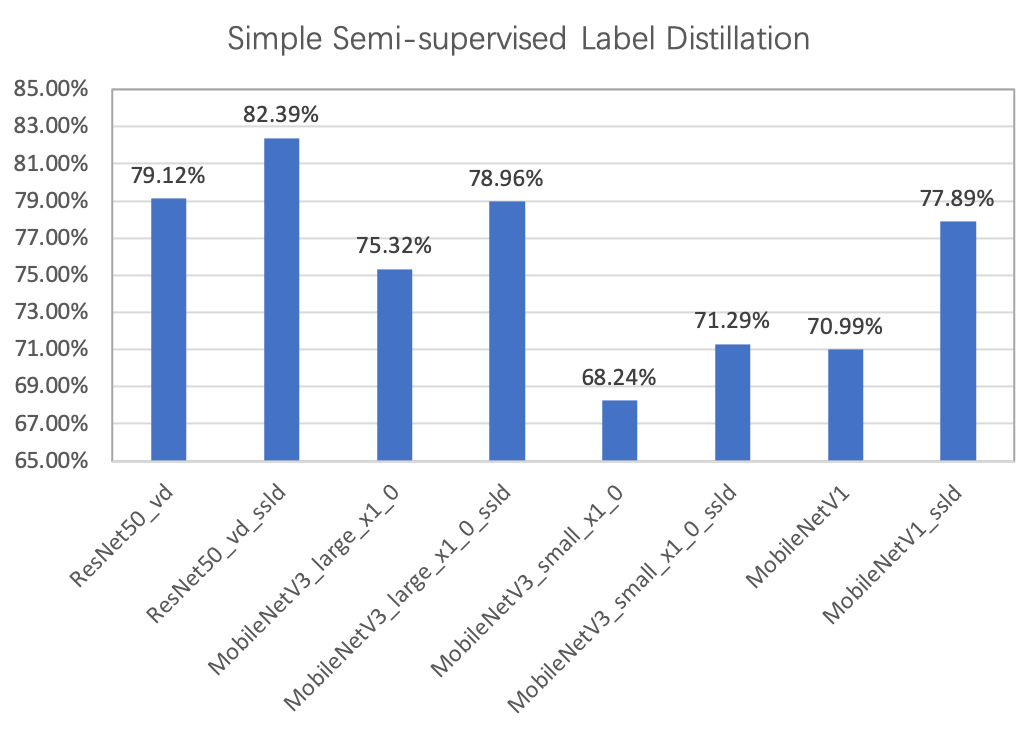 Simple Semi-supervised Label Distillation
85.00%
83.00%
81.00%
79.00%
77.00%
75.00%
73.00%
71.00%
69.00%
67.00%
65.00%
79.12%
82.39%
75.32%
78.96%
68.24%
71.29%
70.99%
77.89%
ResNet50_vd
ResNet50_vd_ssld
MobileNetV3_large_x1_0
MobileNetV3_large_x1_0_ssld
MobileNetV3_small_x1_0
MobileNetV3_small_x1_0_ssld
MobileNetV1
MobileNetV1_ssld